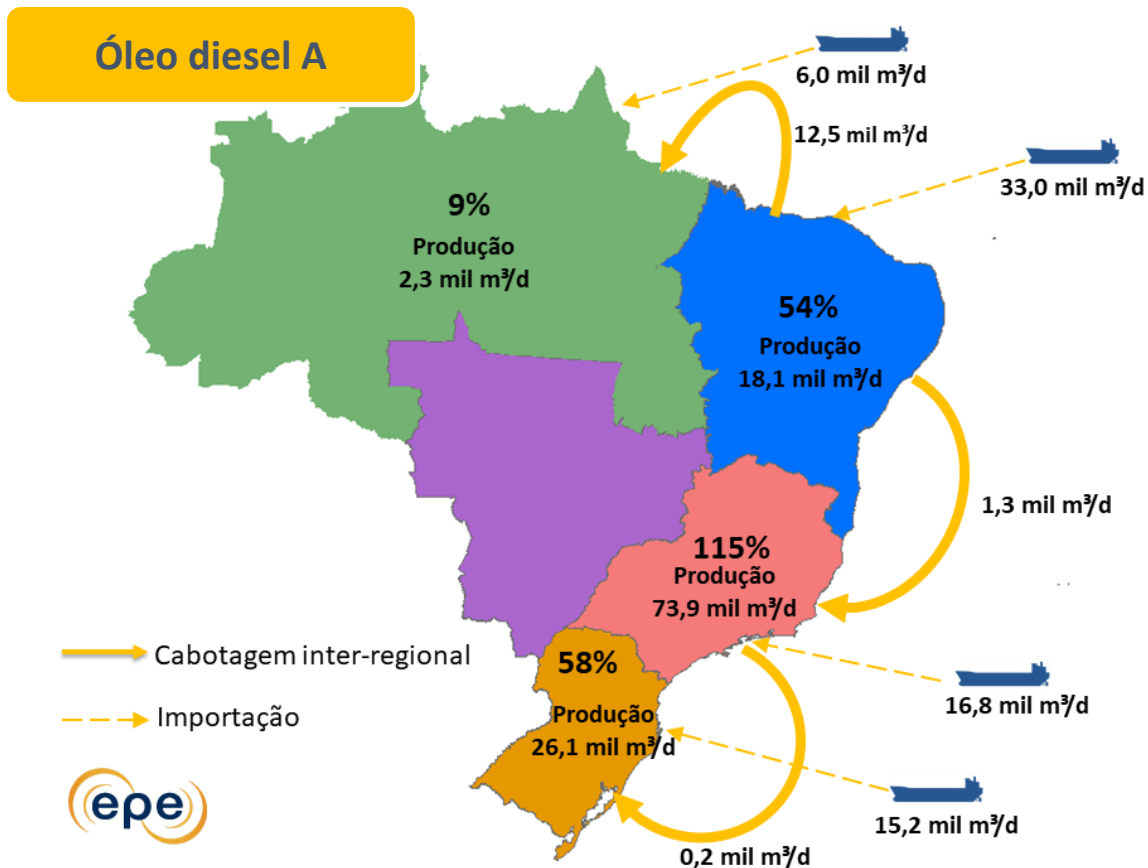 Óleo diesel A
6,0 mil m³/d
12,5 mil m³/d
33,0 mil m³/d
9%
Produção
2,3 mil m³/d
54%
Produção
18,1 mil m³/d
1,3 mil m³/d
115%
Produção
73,9 mil m³/d
Cabotagem inter-regional
58%
16,8 mil m³/d
Importação
Produção
26,1 mil m³/d
epe
15,2 mil m³/d
0,2 mil m³/d